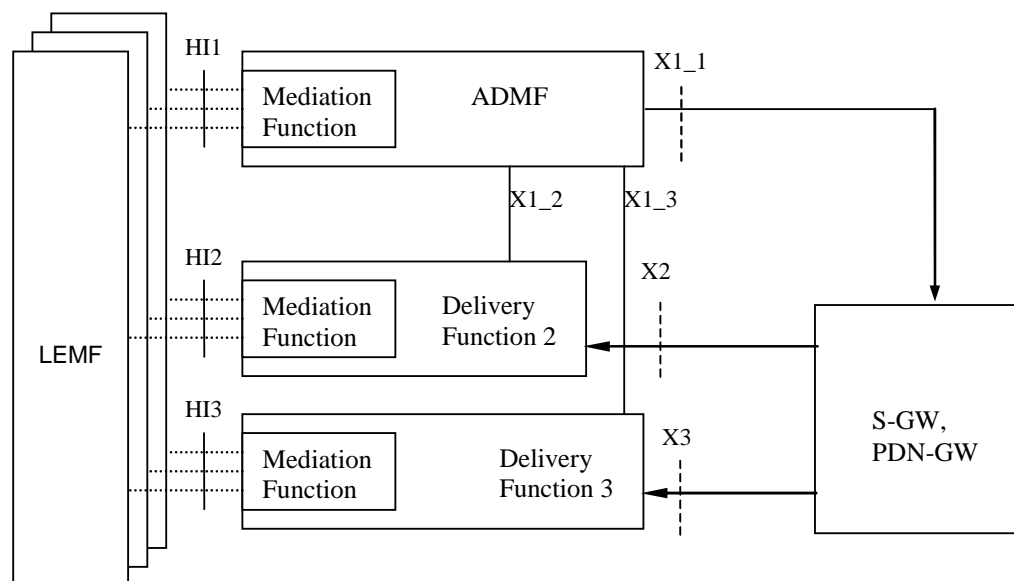 HI1
X1_1
Mediation
Function
ADMF
X1_2
X1_3
HI2
X2
Mediation
Function
Delivery
Function 2
LEMF
HI3
X3
Mediation
Function
Delivery
Function 3
S-GW,
PDN-GW